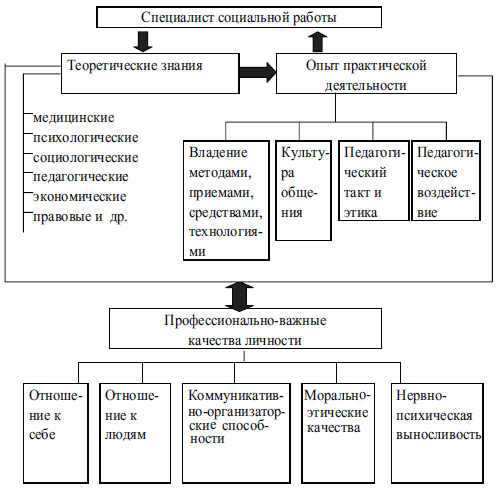 Специалист социальной работы
Теоретические знания
Опыт практической
деятельности
медицинские
психологические
социологические
педагогические
экономические
правовые и др.
Владение
методами,
приемами,
средствами,
технология-
ми
Культу-
ра
обще-
ния
Педагоги-
ческий
такт и
этика
Педагоги-
ческое
воздейст-
вие
Профессионально-важные
качества личности
Отноше-
ние к
себе
Отноше-
ние к
людям
Коммуникатив-
но-организатор-
ские способ-
ности
Морально-
этические
качества
Нервно-
психическая
выносливость